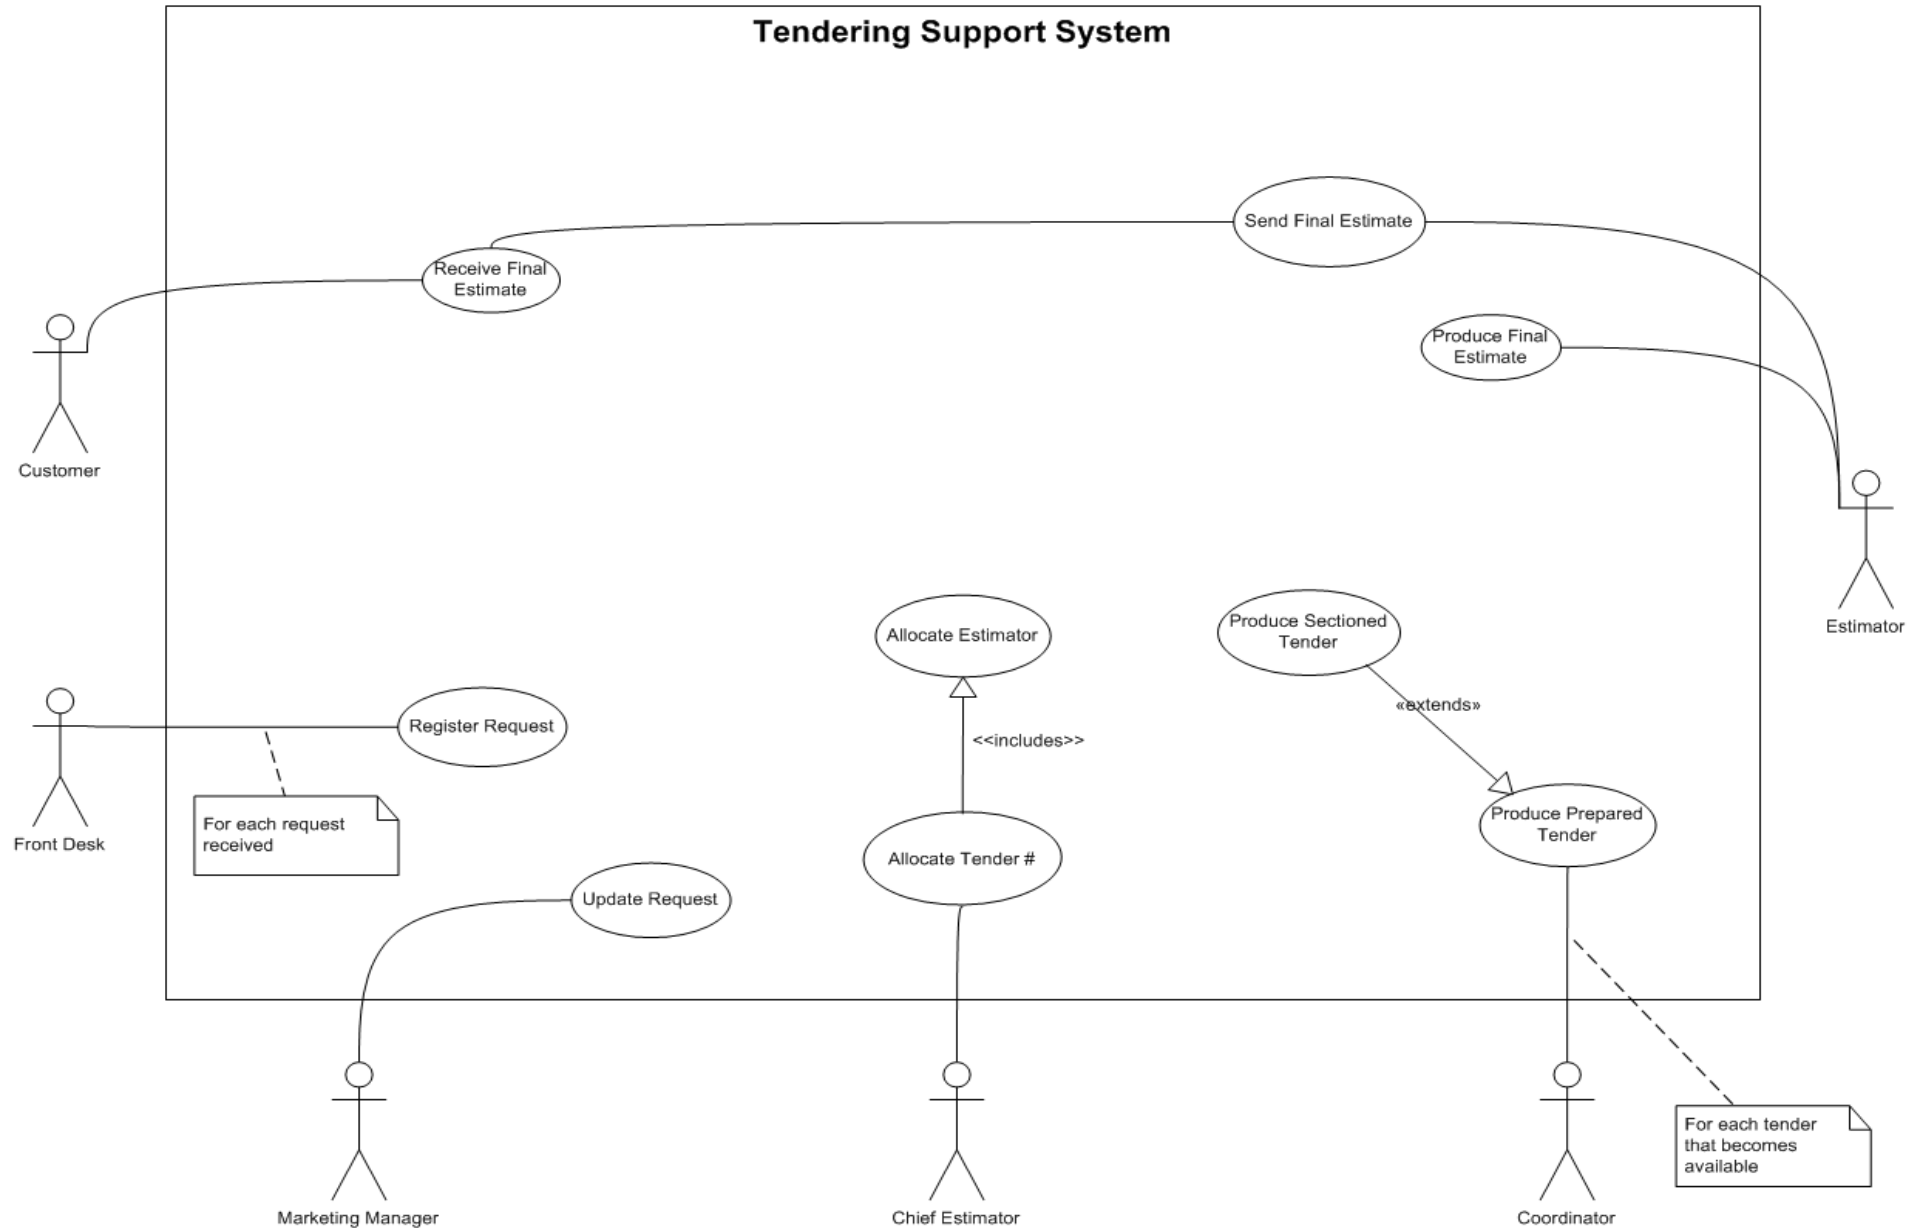 Tendering Support System
Send Final Estimate
Receive Final
Estimate
Produce Final
Estimate
Customer
Estimator
Allocate Estimator
Produce Sectioned
Tender
«extends»
Register Request
<<includes>>
For each request
received
Front Desk
Produce Prepared
Tender
Allocate Tender #
Update Request
For each tender
that becomes
available
Marketing Manager
Chief Estimator
Coordinator